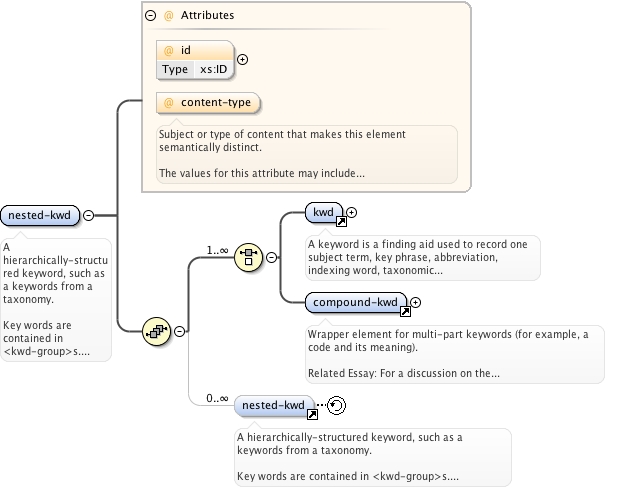 @ Attributes
@ id
Type xs:ID
@ content-type
Subject or type of content that makes this element
semantically distinct.
The values for this attribute may include...
nested-kwd
A
hierarchically-structu
red keyword, such as
a keywords from a
taxonomy.
Key words are
contained in
<kwd-group>s....
1..∞
kwd
A keyword is a finding aid used to record one
subject term, key phrase, abbreviation,
indexing word, taxonomic...
compound-kwd
Wrapper element for multi-part keywords (for example, a
code and its meaning).
Related Essay: For a discussion on the...
0..∞
nested-kwd
A hierarchically-structured keyword, such as a
keywords from a taxonomy.
Key words are contained in <kwd-group>s....